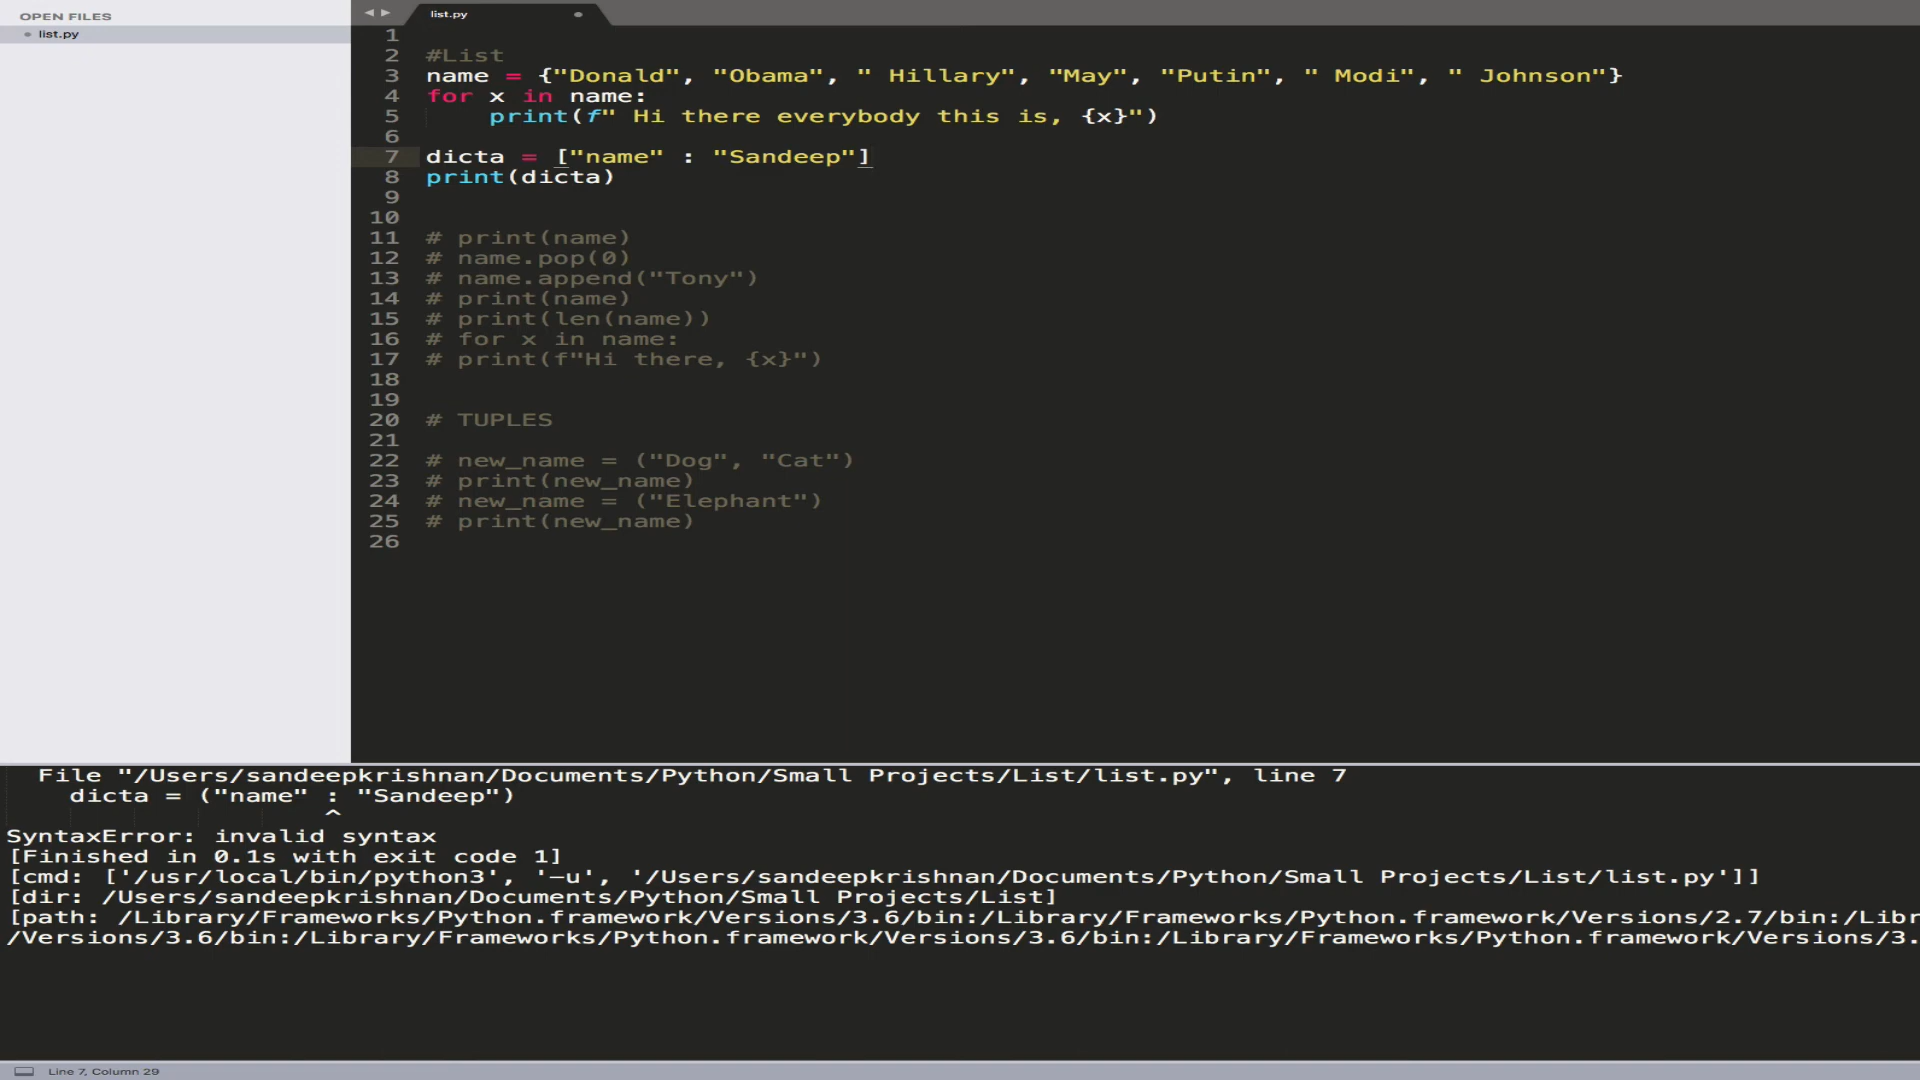 OPEN FILES
list.py
list.py
1
2 #List
3 name = {"Donald", "Obama", " Hillary", "May", "Putin", " Modi", " Johnson"}
4 for x in name:
5 print(f" Hi there everybody this is, {x}")
6
7 dicta = ["name" : "Sandeep"]
8 print(dicta)
9
10
11 # print(name)
12 # name.pop(0)
13 # name.append("Tony")
14 # print(name)
15 # print(len(name))
16 # for x in name:
17 # print(f"Hi there, {x}")
18
19
20 # TUPLES
21
22 # new_name = ("Dog", "Cat")
23 # print(new_name)
24 # new_name = ("Elephant")
25 # print(new_name)
26
File "/Users/sandeepkrishnan/Documents/Python/Small Projects/List/list.py", line 7
dicta = ("name" : "Sandeep")
^
SyntaxError: invalid syntax
[Finished in 0.1s with exit code 1]
[cmd: ['/usr/local/bin/python3', '-u', '/Users/sandeepkrishnan/Documents/Python/Small Projects/List/list.py']]
[dir: /Users/sandeepkrishnan/Documents/Python/Small Projects/List]
[path: /Library/Frameworks/Python.framework/Versions/3.6/bin:/Library/Frameworks/Python.framework/Versions/2.7/bin:/Libr
/Versions/3.6/bin:/Library/Frameworks/Python.framework/Versions/3.6/bin:/Library/Frameworks/Python.framework/Versions/3.
Line 7, Column 29